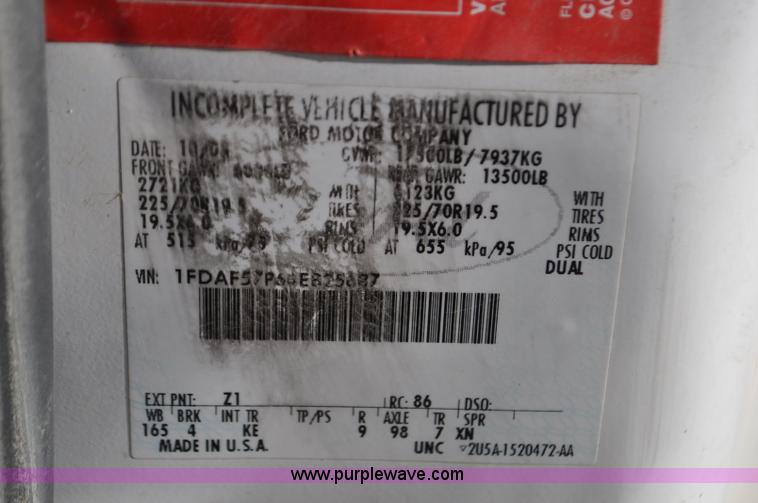 INCOMPLETE VEHICLE MANUFACTURED BY
FORD MOTOR COMPANY
DATE: GVWR: 17500LB/ 7937KG
FRONT GAWR: REAR GAWR: 13500LB
2721KG WITH 6123KG WITH
225/70R19.5 TIRES 225/70R19.5 TIRES
19.5X6.0 RIMS 19.5X6.0 RIMS
AT 515 kPa/75 PSI COLD AT 655 kPa/95 PSI COLD
DUAL
VIN:
EXT PNT: Z1 RC: 86 DSO:
WB BRK INT TR TP/PS R AXLE TR SPR
165 4 KE 9 98 7 XN
MADE IN U.S.A. UNC 2U5A-1520472-AA
www.purplewave.com